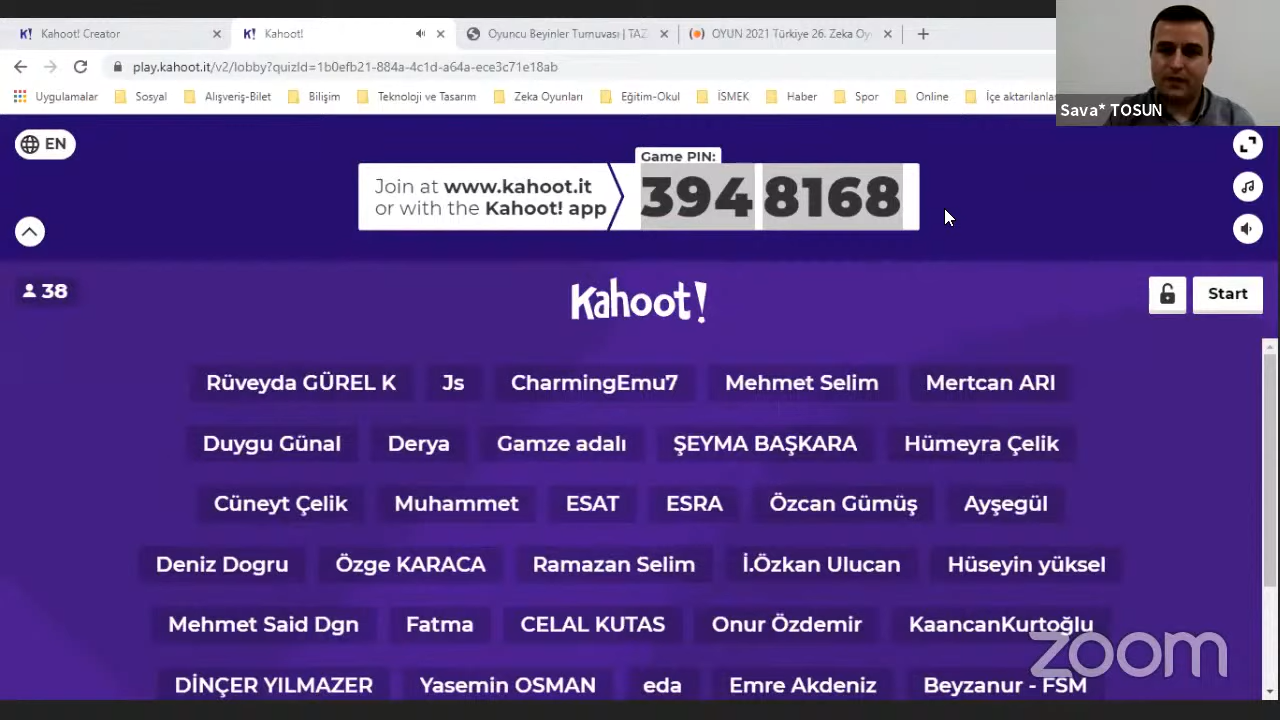 Kahoot! Creator
Kahoot!
Oyuncu Beyinler Turnuvası | TAZ
OYUN 2021 Türkiye 26. Zeka Oy
play.kahoot.it/v2/lobby?quizId=1b0efb21-884a-4c1d-a64a-ece3c71e18ab
Uygulamalar Sosyal Alışveriş-Bilet Bilişim Teknoloji ve Tasarım Zeka Oyunları Eğitim-Okul İSMEK Haber Spor Online İçe aktarılanla
Sava* TOSUN
EN
Game PIN:
Join at www.kahoot.it
or with the Kahoot! app
394 8168
38
Kahoot!
Start
Rüveyda GÜREL K Js CharmingEmu7 Mehmet Selim Mertcan ARI
Duygu Günal Derya Gamze adalı ŞEYMA BAŞKARA Hümeyra Çelik
Cüneyt Çelik Muhammet ESAT ESRA Özcan Gümüş Ayşegül
Deniz Dogru Özge KARACA Ramazan Selim İ.Özkan Ulucan Hüseyin yüksel
Mehmet Said Dgn Fatma CELAL KUTAS Onur Özdemir KaancanKurtoğlu
DİNÇER YILMAZER Yasemin OSMAN eda Emre Akdeniz Beyzanur - FSM
zoom